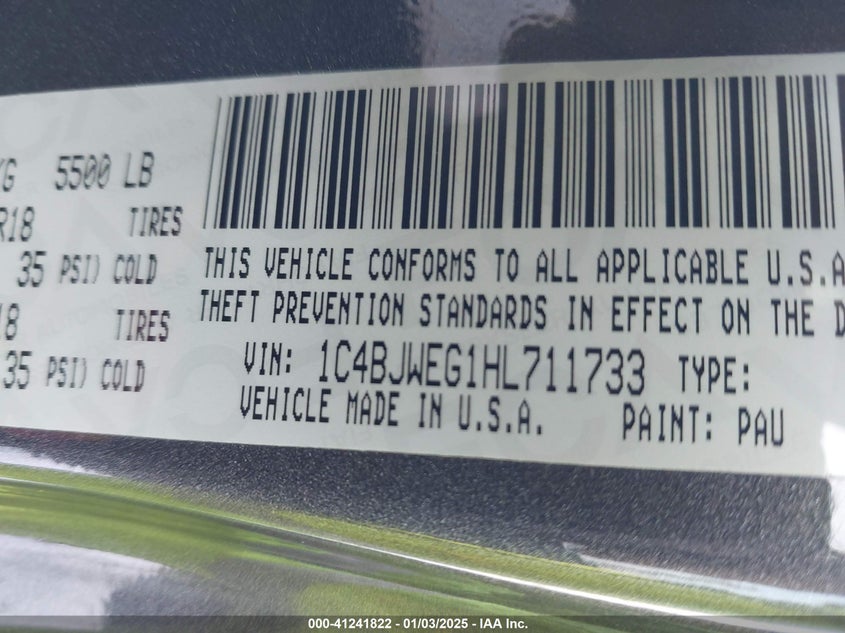 KG 5500 LB
R18 TIRES
35 PSI) COLD
18 TIRES
35 PSI) COLD
THIS VEHICLE CONFORMS TO ALL APPLICABLE U.S.A
THEFT PREVENTION STANDARDS IN EFFECT ON THE D
VIN: 1C4BJWEG1HL711733 TYPE:
VEHICLE MADE IN U.S.A. PAINT: PAU
000-41241822 - 01/03/2025 - IAA Inc.